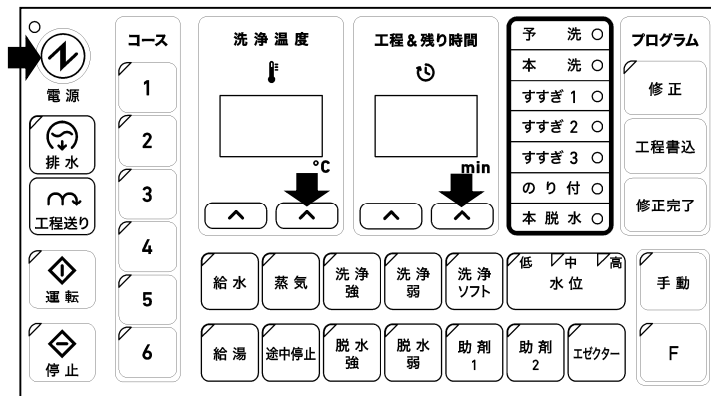 電源
排水
工程送り
運転
停止
コース
1
2
3
4
5
6
洗浄温度
℃
工程&残り時間
min
予洗
本洗
すすぎ1
すすぎ2
すすぎ3
のり付
本脱水
プログラム
修正
工程書込
修正完了
給水
蒸気
洗浄
強
洗浄
弱
洗浄
ソフト
低 中 高
水位
手動
給湯
途中停止
脱水
強
脱水
弱
助剤
1
助剤
2
エゼクター
F